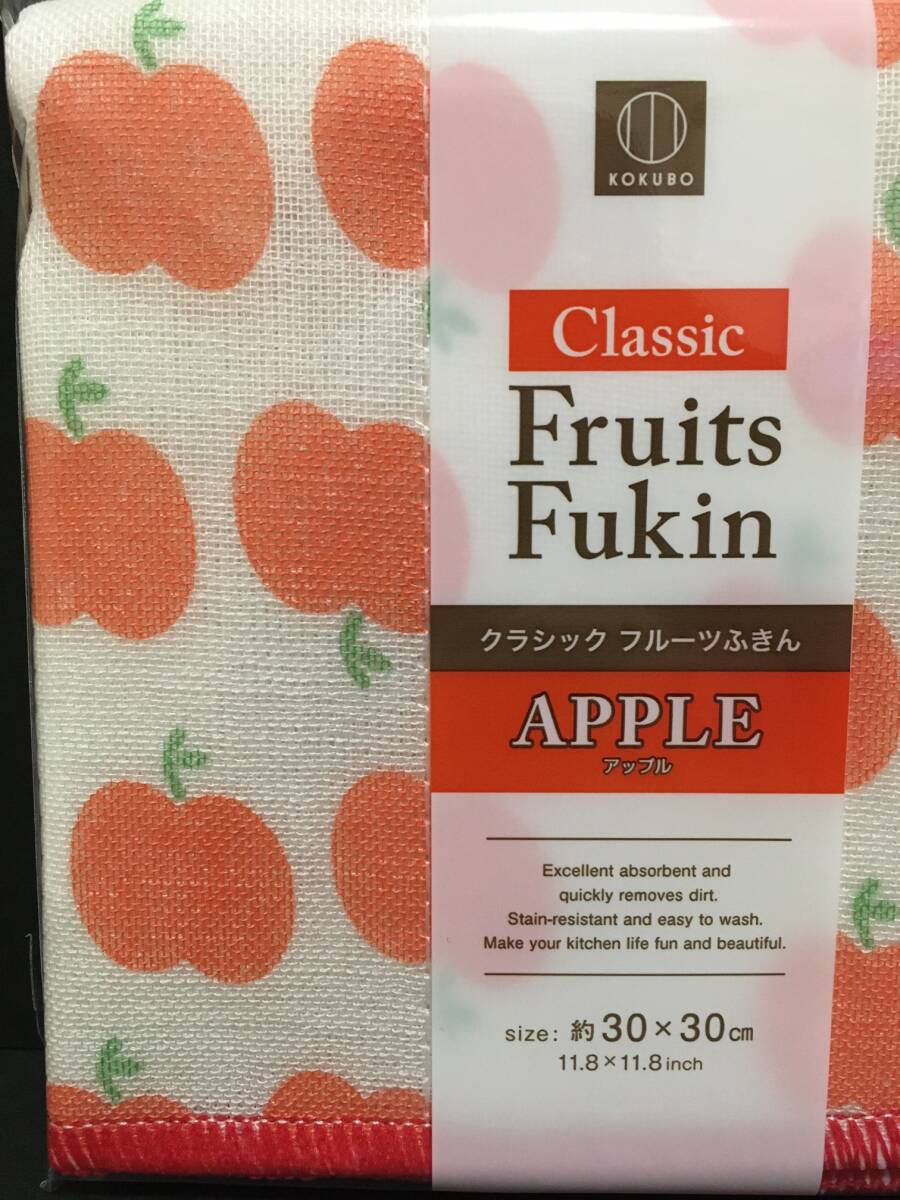 KOKUBO
Classic
Fruits
Fukin
クラシック フルーツふきん
APPLE
アップル
Excellent absorbent and
quickly removes dirt.
Stain-resistant and easy to wash.
Make your kitchen life fun and beautiful.
size: 約30×30㎝
11.8×11.8inch